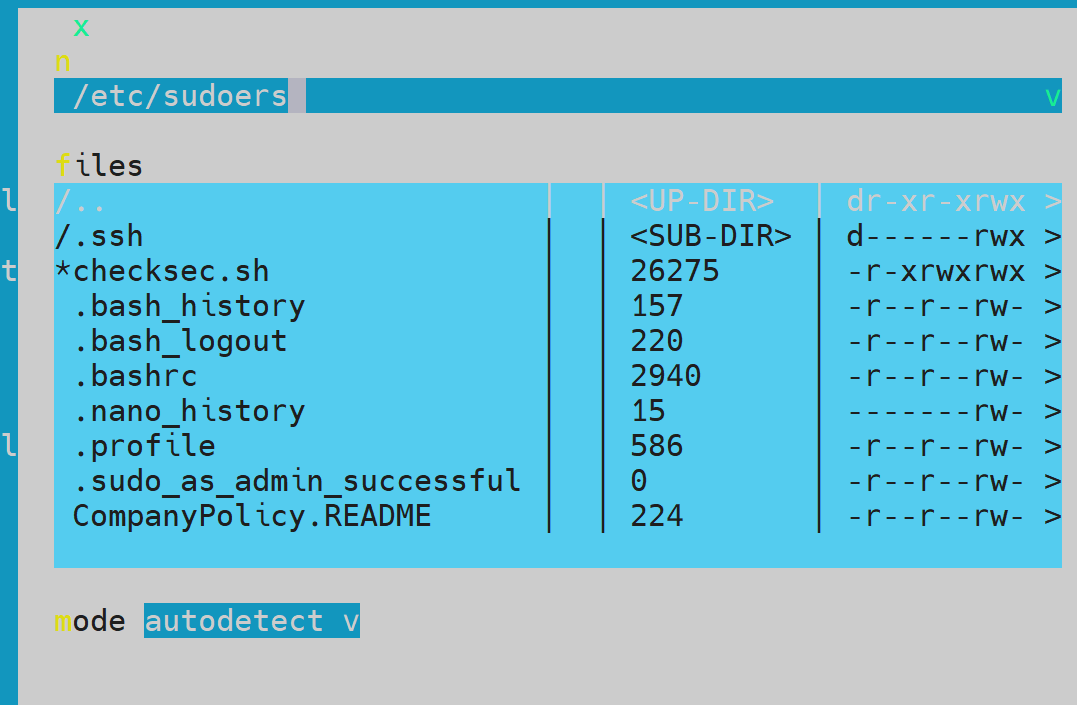 x
n
/etc/sudoers v
files
l /.. | | <UP-DIR> | dr-xr-xrwx >
/.ssh | | <SUB-DIR> | d------rwx >
t *checksec.sh | | 26275 | -r-xrwxrwx >
.bash_history | | 157 | -r--r--rw- >
.bash_logout | | 220 | -r--r--rw- >
.bashrc | | 2940 | -r--r--rw- >
.nano_history | | 15 | -------rw- >
l .profile | | 586 | -r--r--rw- >
.sudo_as_admin_successful | | 0 | -r--r--rw- >
CompanyPolicy.README | | 224 | -r--r--rw- >
mode autodetect v